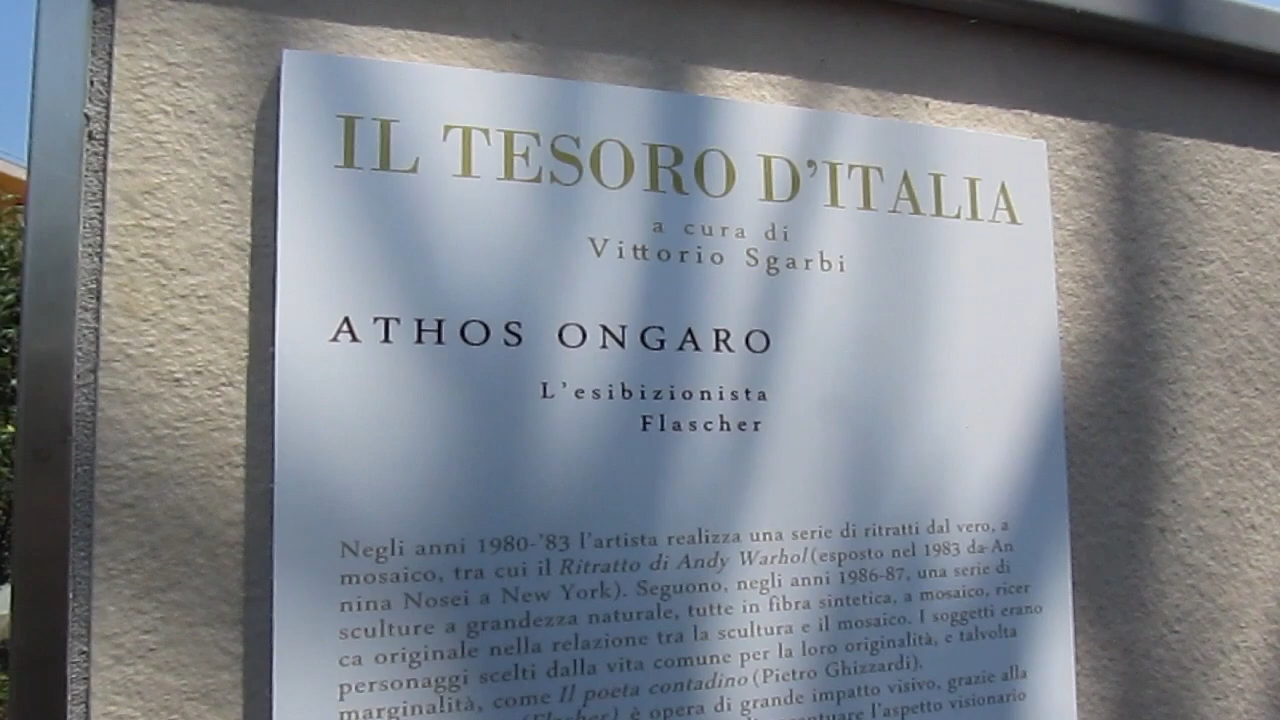 IL TESORO D'ITALIA
a cura di
Vittorio Sgarbi
ATHOS ONGARO
L'esibizionista
Flascher
Negli anni 1980-'83 l'artista realizza una serie di ritratti dal vero, a
mosaico, tra cui il Ritratto di Andy Warhol (esposto nel 1983 da An
nina Nosei a New York). Seguono, negli anni 1986-87, una serie di
sculture a grandezza naturale, tutte in fibra sintetica, a mosaico, ricer
ca originale nella relazione tra la scultura e il mosaico. I soggetti erano
personaggi scelti dalla vita comune per la loro originalità, e talvolta
marginalità, come Il poeta contadino (Pietro Ghizzardi).
(Flascher) è opera di grande impatto visivo, grazie alla
l'aspetto visionario